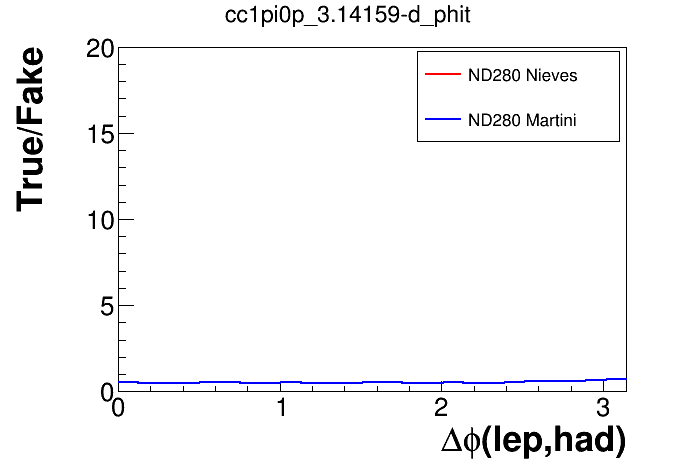 cc1pi0p_3.14159-d_phit
True/Fake
20
15
10
5
0
ND280 Nieves
ND280 Martini
0 1 2 3
Δϕ(lep,had)